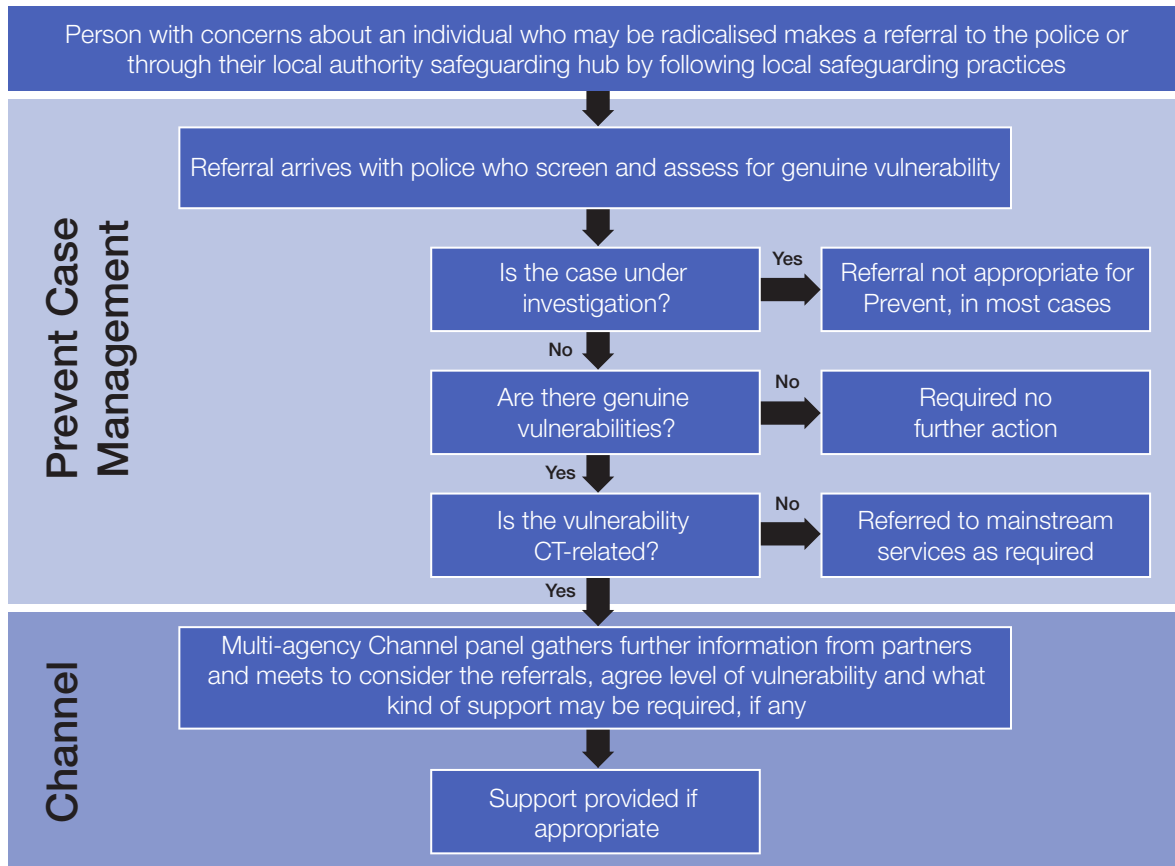 Person with concerns about an individual who may be radicalised makes a referral to the police or
through their local authority safeguarding hub by following local safeguarding practices
Prevent Case
Management
Referral arrives with police who screen and assess for genuine vulnerability
Is the case under
investigation?
Yes
Referral not appropriate for
Prevent, in most cases
No
Are there genuine
vulnerabilities?
No
Required no
further action
Yes
Is the vulnerability
CT-related?
No
Referred to mainstream
services as required
Yes
Channel
Multi-agency Channel panel gathers further information from partners
and meets to consider the referrals, agree level of vulnerability and what
kind of support may be required, if any
Support provided if
appropriate